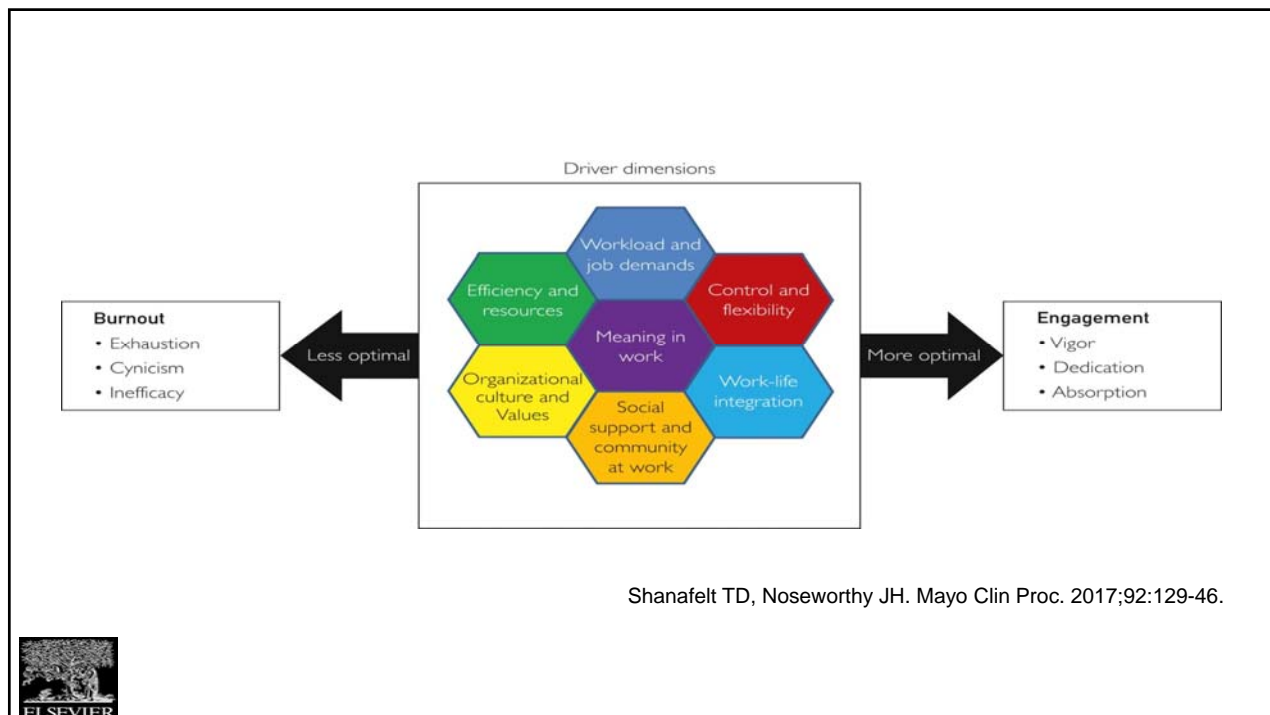 Driver dimensions
Workload and
job demands
Efficiency and
resources
Control and
flexibility
Meaning in
work
Organizational
culture and
Values
Work-life
integration
Social
support and
community
at work
Burnout
• Exhaustion
• Cynicism
• Inefficacy
Less optimal
More optimal
Engagement
• Vigor
• Dedication
• Absorption
Shanafelt TD, Noseworthy JH. Mayo Clin Proc. 2017;92:129-46.
ELSEVIER